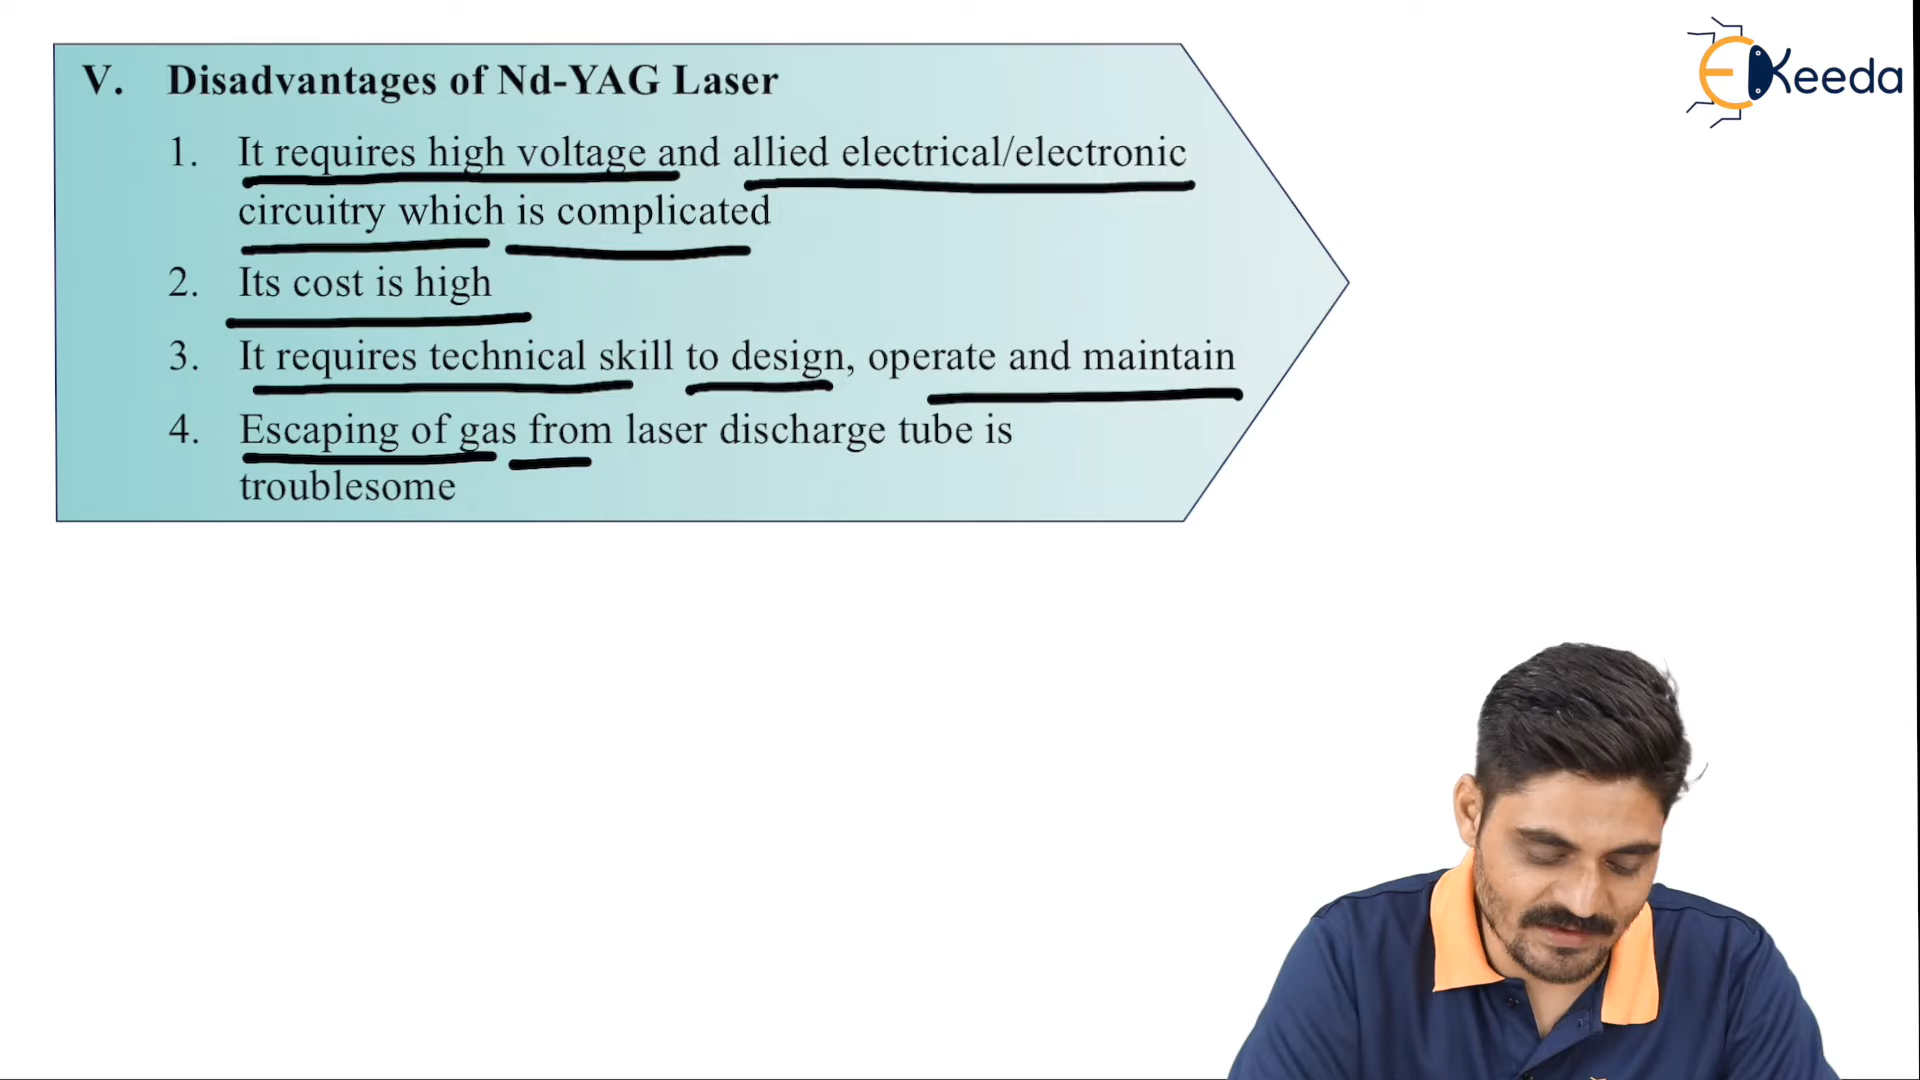 EKeeda
V. Disadvantages of Nd-YAG Laser
1. It requires high voltage and allied electrical/electronic
circuitry which is complicated
2. Its cost is high
3. It requires technical skill to design, operate and maintain
4. Escaping of gas from laser discharge tube is
troublesome